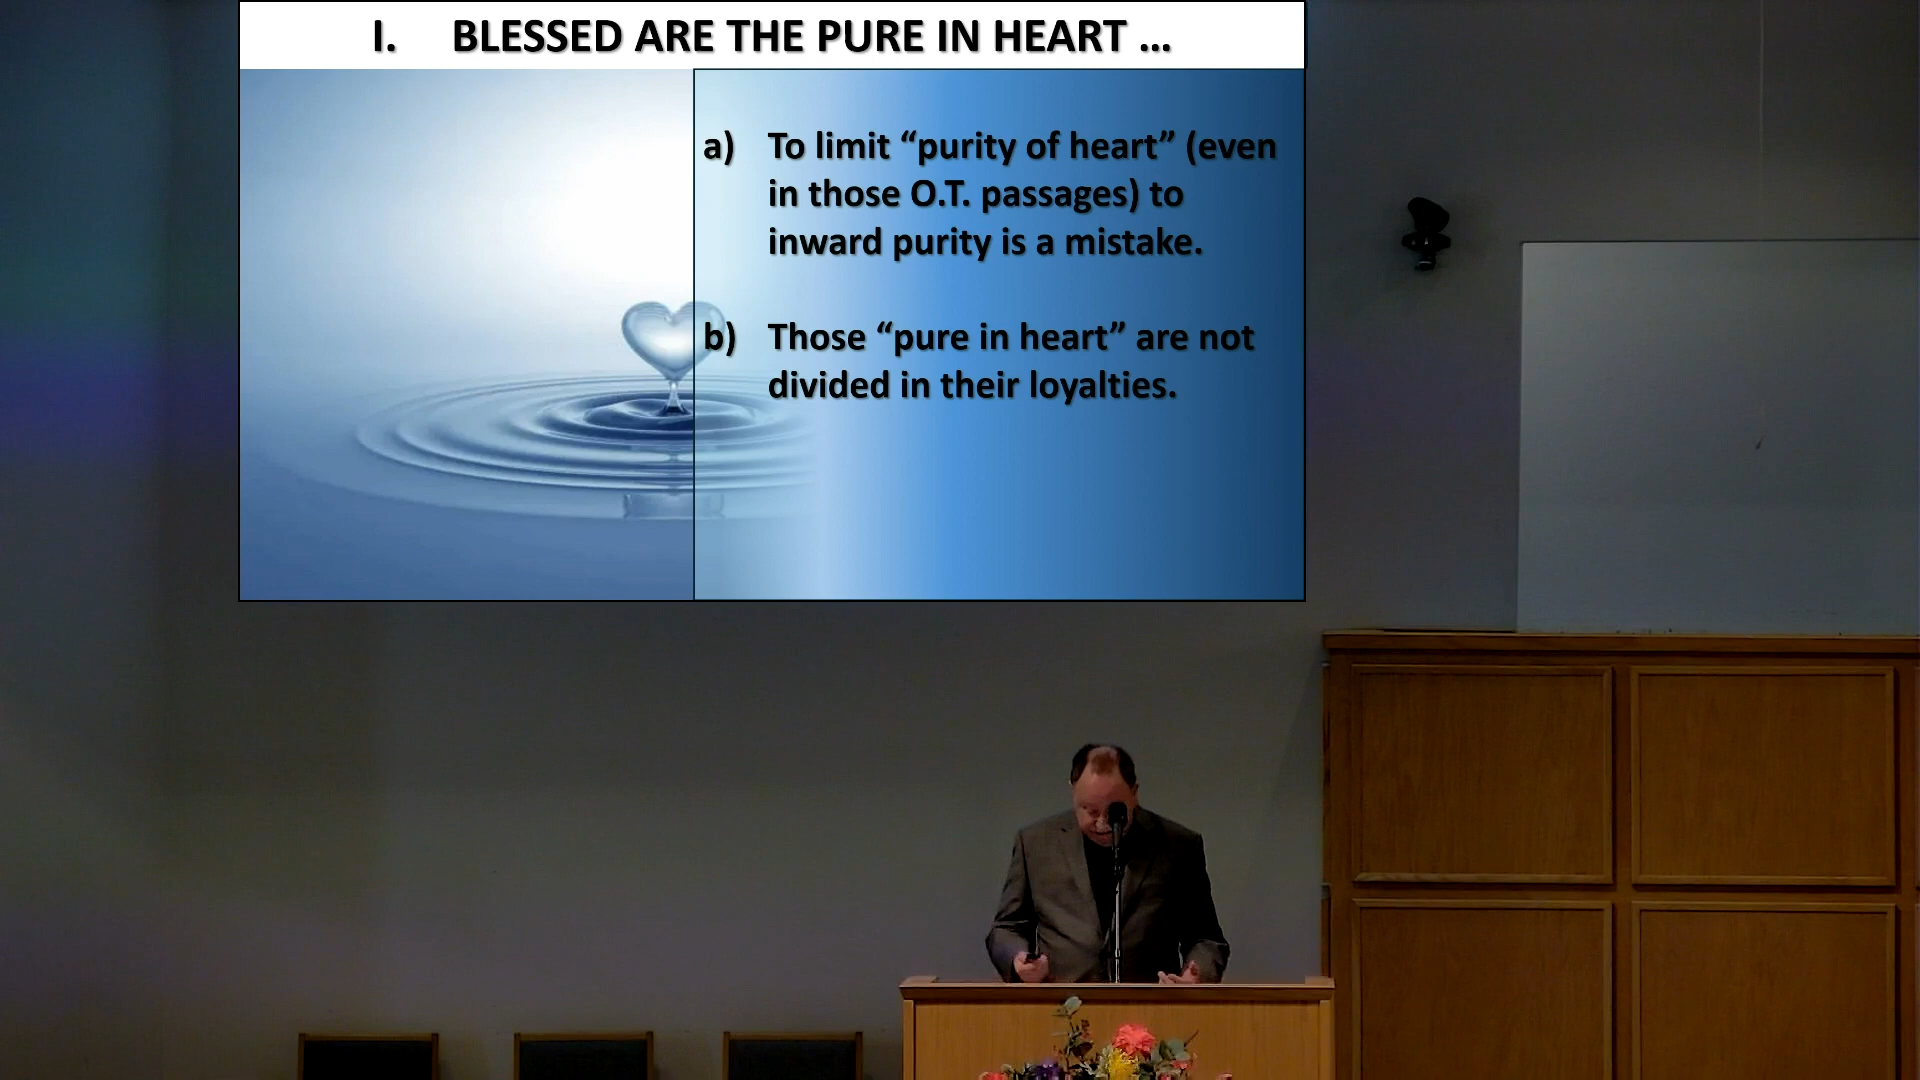 I. BLESSED ARE THE PURE IN HEART ...
a) To limit “purity of heart” (even
in those O.T. passages) to
inward purity is a mistake.
b) Those “pure in heart” are not
divided in their loyalties.